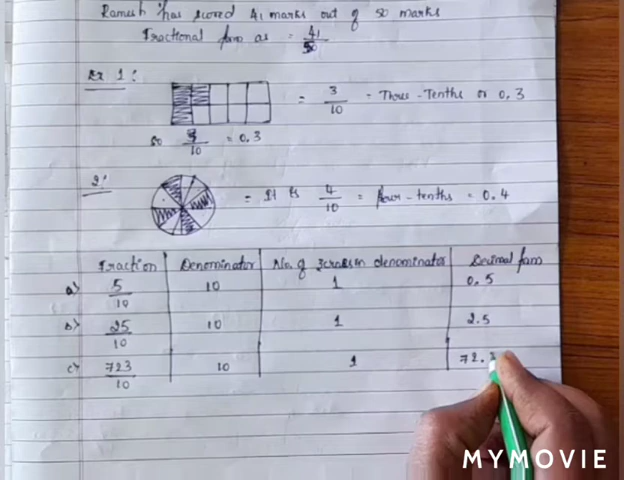 Ramesh has scored 41 marks out of 50 marks
Fractional form as = 41/50
Ex 1:
= 3/10 = Three-Tenths or 0.3
so 3/10 = 0.3
2:
= It is 4/10 = four-tenths = 0.4
Fraction Denominator No. of zeroes in denominator Decimal form
a) 5/10 10 1 0.5
b) 25/10 10 1 2.5
c) 723/10 10 1 72.
MYMOVIE